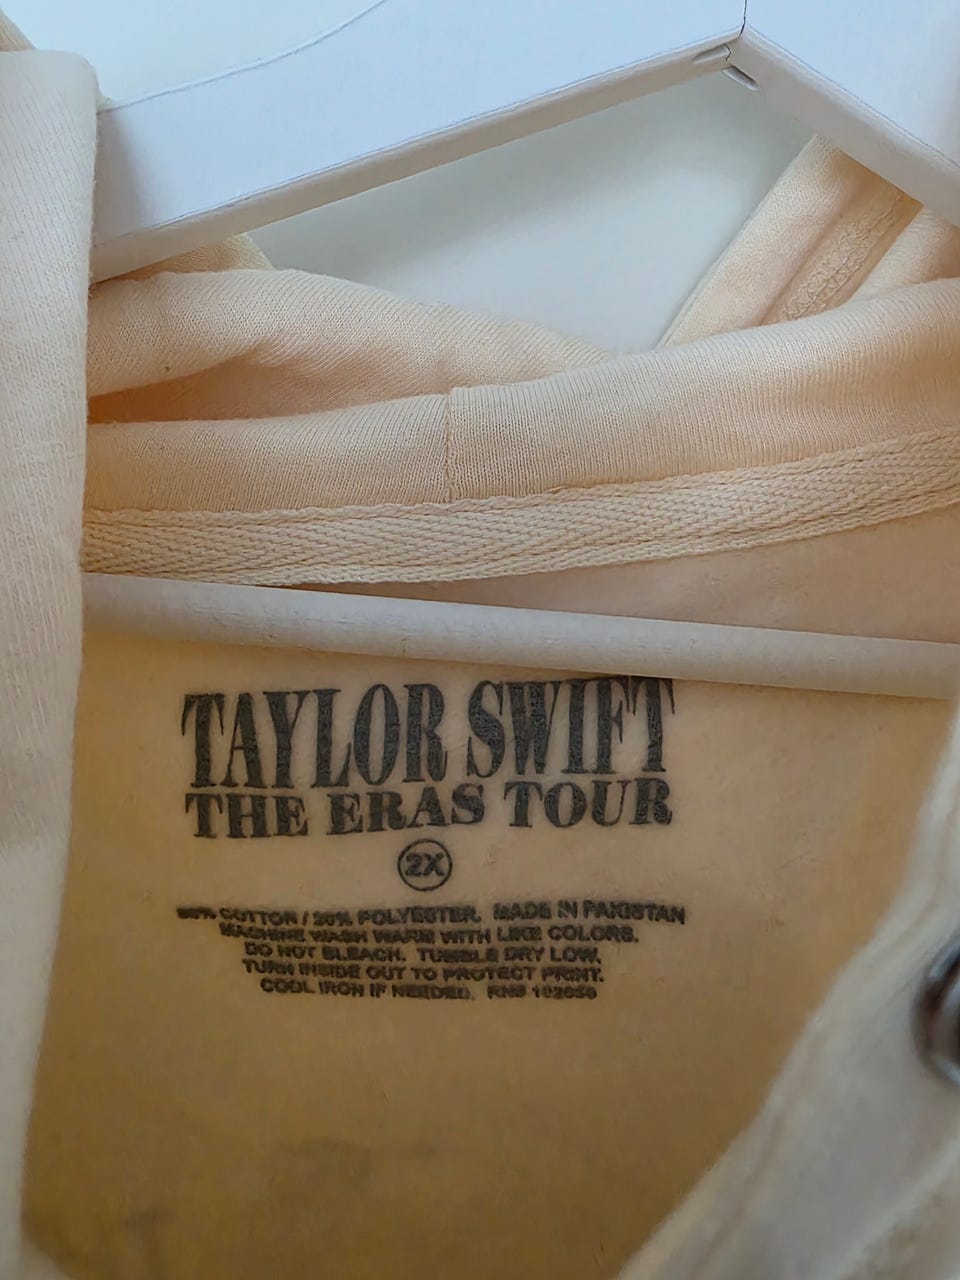 TAYLOR SWIFT
THE ERAS TOUR
2X
COTTON / 20% POLYESTER. MADE IN PAKISTAN
MACHINE WASH WARM WITH LIKE COLORS.
DO NOT BLEACH. TUMBLE DRY LOW.
TURN INSIDE OUT TO PROTECT PRINT.
COOL IRON IF NEEDED. RN#